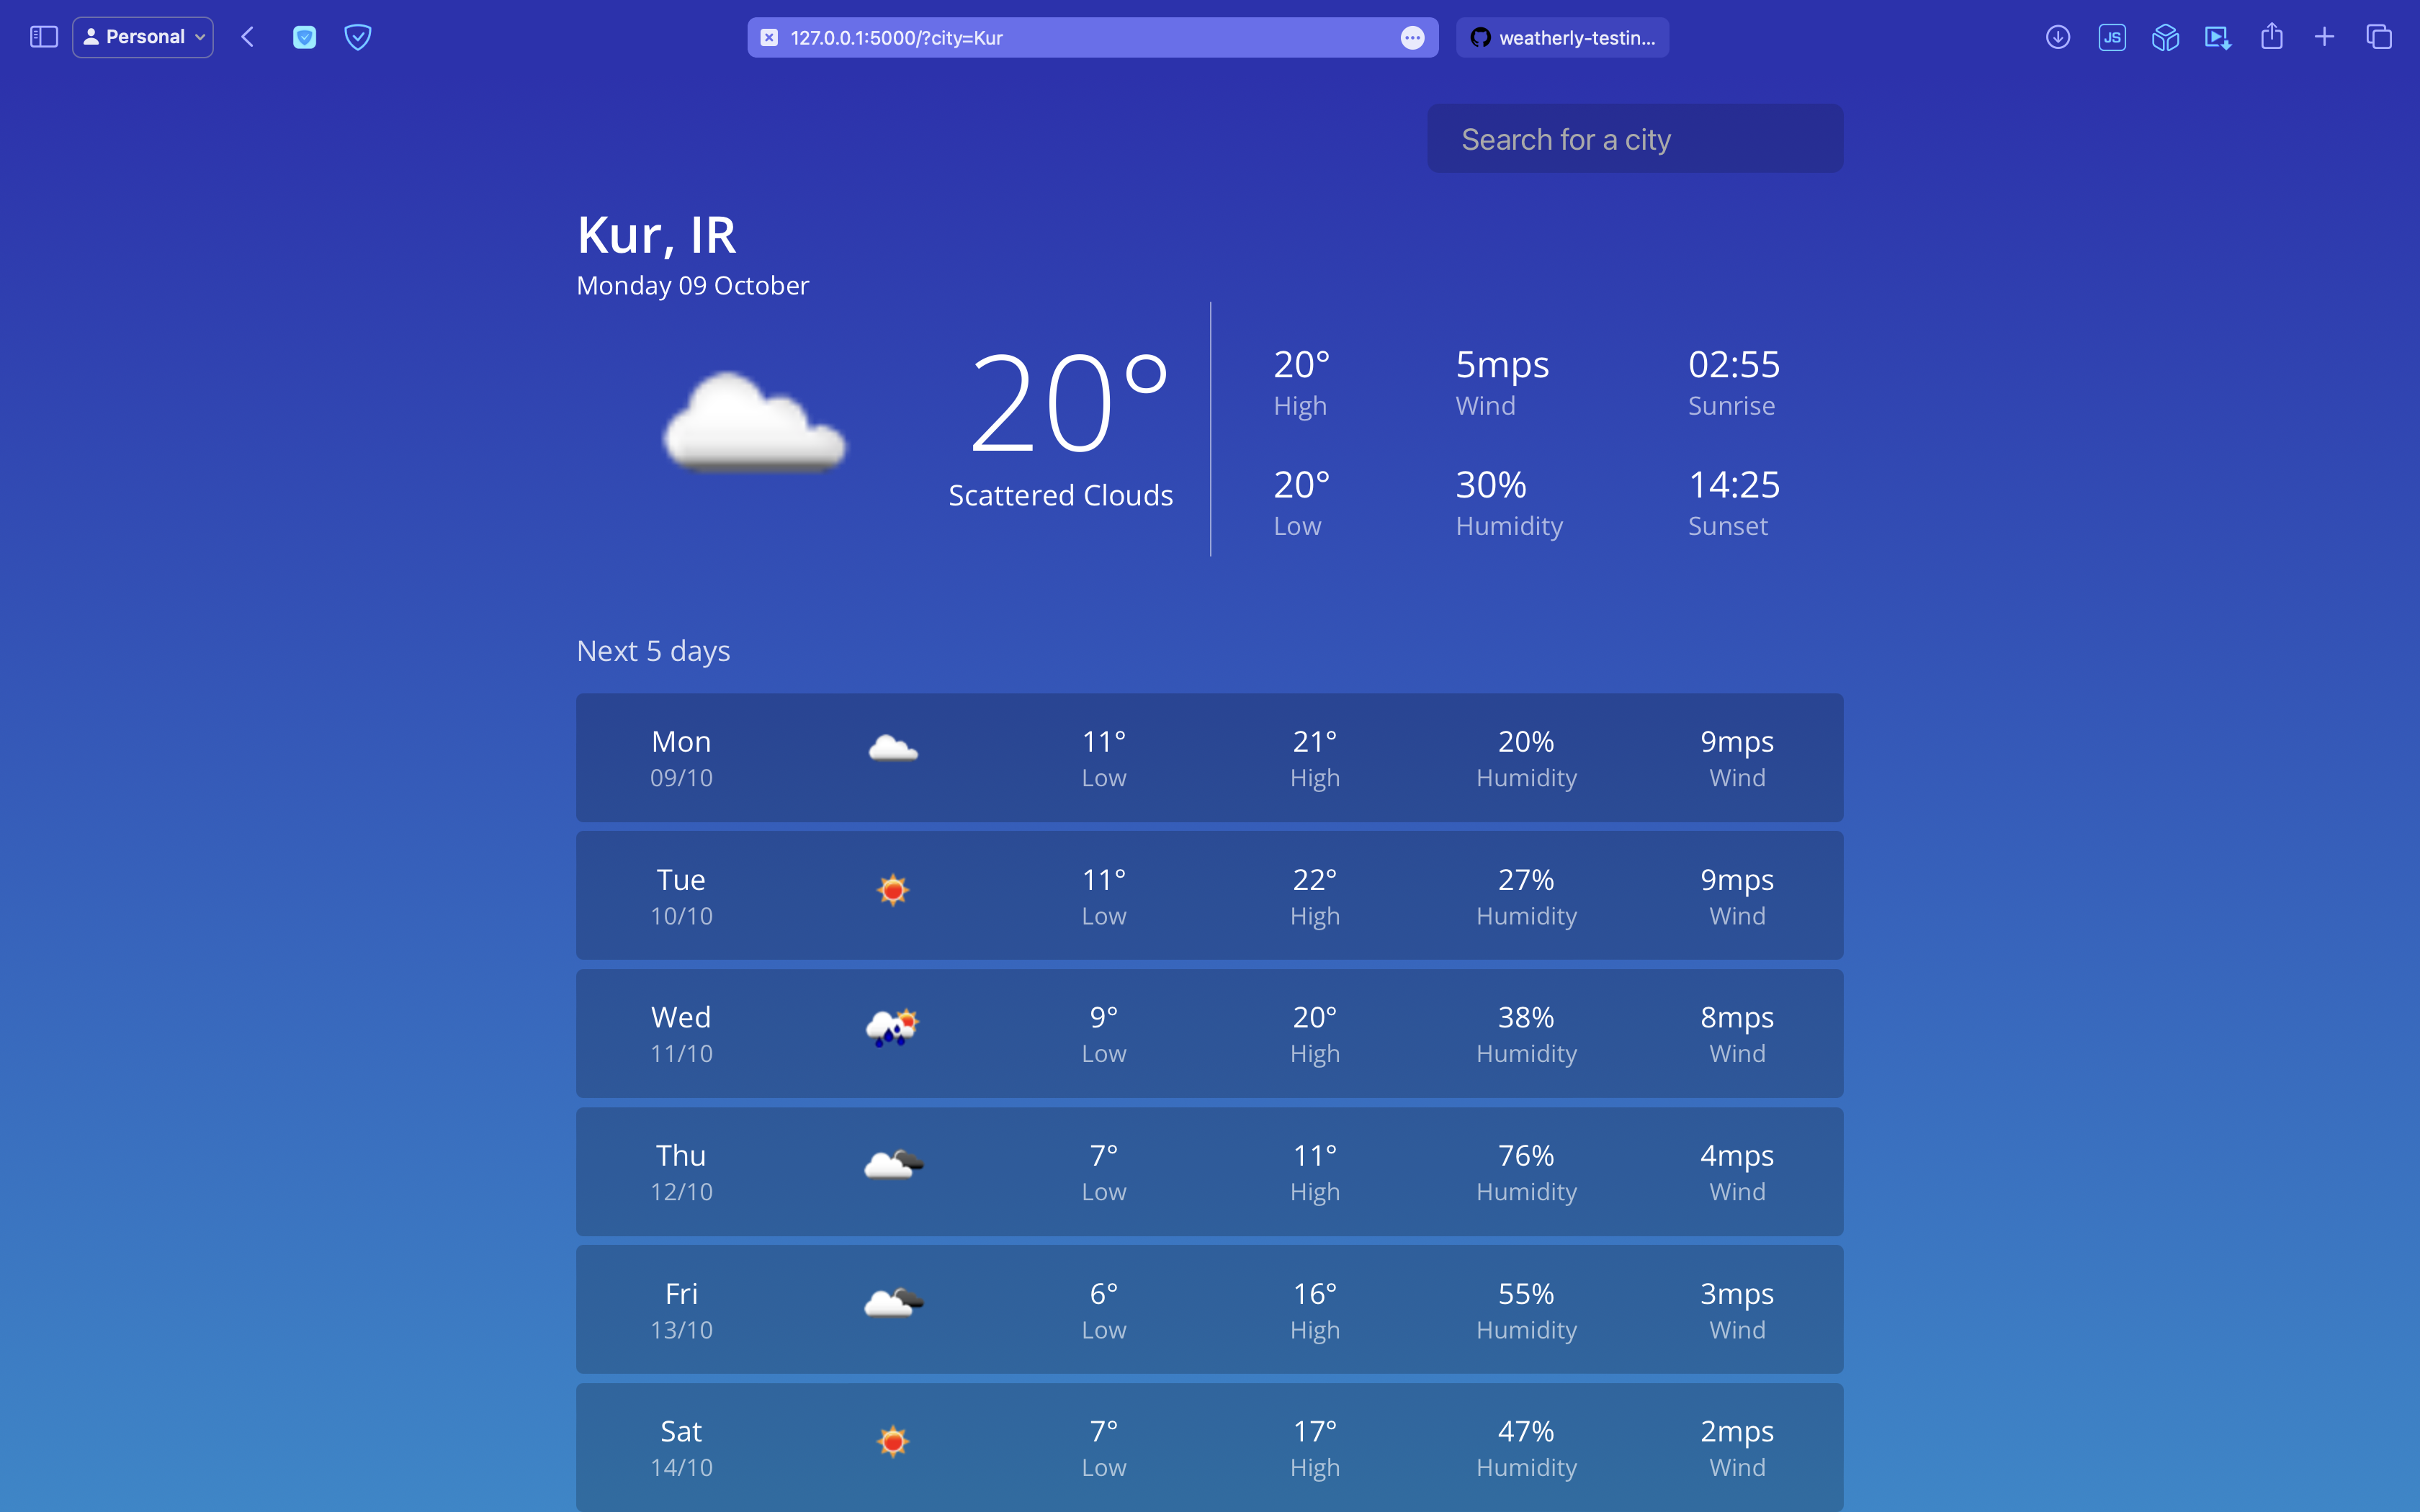 Personal
127.0.0.1:5000/?city=Kur
weatherly-testin...
JS
Search for a city
Kur, IR
Monday 09 October
20°
Scattered Clouds
20° 5mps 02:55
High Wind Sunrise
20° 30% 14:25
Low Humidity Sunset
Next 5 days
Mon 11° 21° 20% 9mps
09/10 Low High Humidity Wind
Tue 11° 22° 27% 9mps
10/10 Low High Humidity Wind
Wed 9° 20° 38% 8mps
11/10 Low High Humidity Wind
Thu 7° 11° 76% 4mps
12/10 Low High Humidity Wind
Fri 6° 16° 55% 3mps
13/10 Low High Humidity Wind
Sat 7° 17° 47% 2mps
14/10 Low High Humidity Wind